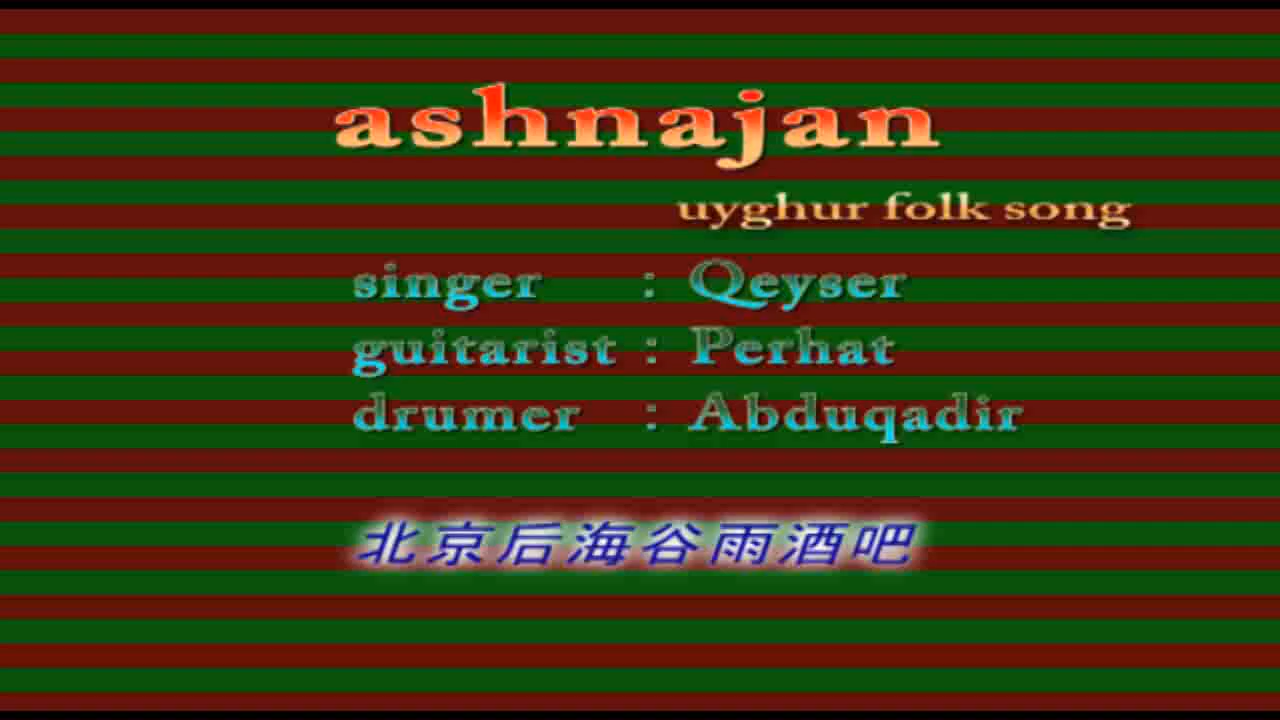 ashnajan
uyghur folk song
singer : Qeyser
guitarist : Perhat
drumer : Abduqadir
北京后海谷雨酒吧